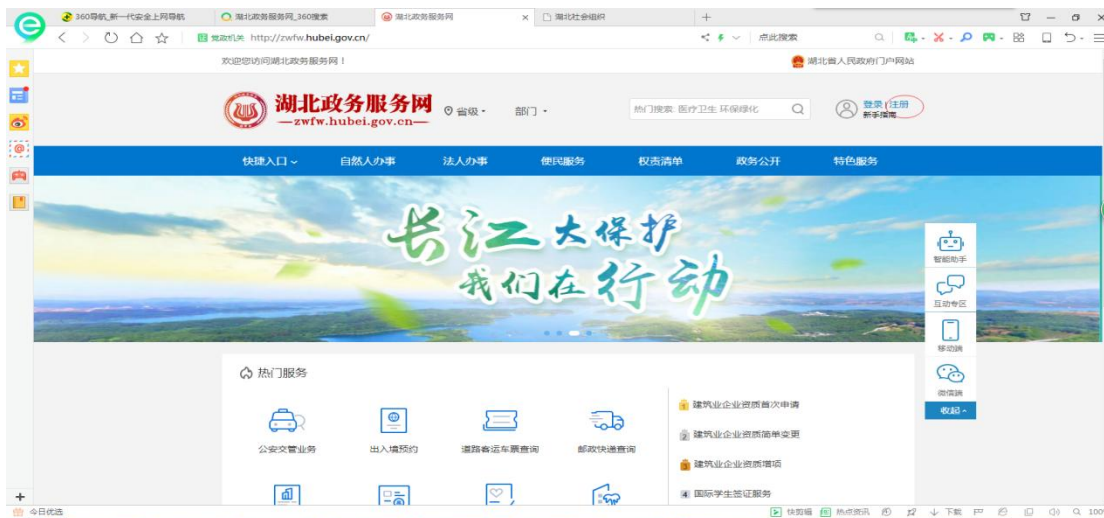 360导航_新一代安全上网导航
湖北政务服务网_360搜索
湖北政务服务网
湖北社会组织
党政机关 http://zwfw.hubei.gov.cn/
点此搜索
欢迎您访问湖北政务服务网！
湖北省人民政府门户网站
湖北政务服务网
zwfw.hubei.gov.cn
省级
部门
热门搜索 医疗卫生 环保绿化
登录 | 注册
新手指南
快捷入口 自然人办事 法人办事 便民服务 权责清单 政务公开 特色服务
长江大保护
我们在行动
智能助手
互动专区
移动端
微信端
收起
热门服务
公安交管业务 出入境预约 道路客运车票查询 邮政快递查询
1 建筑业企业资质首次申请
2 建筑业企业资质简单变更
3 建筑业企业资质增项
4 国际学生签证服务
今日优选
快剪辑 热点资讯 下载 100%